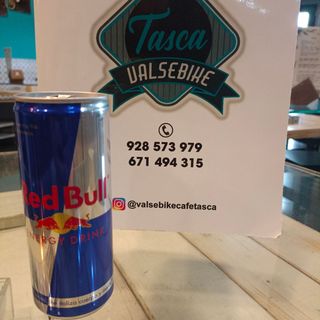 Tasca
VALSEBIKE
928 573 979
671 494 315
@valsebikecafetasca
Red Bull
ENERGY DRINK